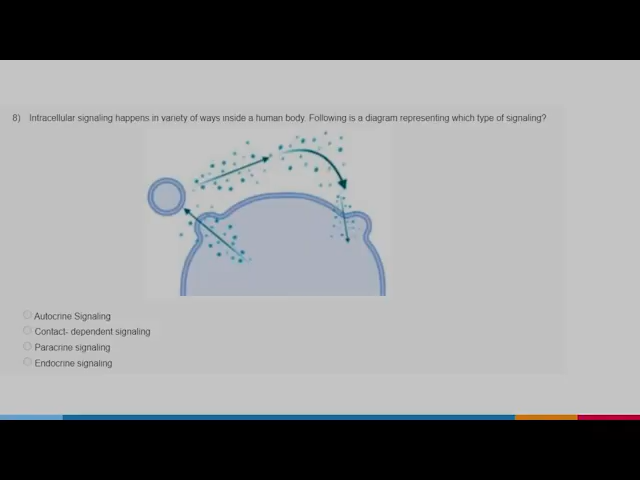 8) Intracellular signaling happens in variety of ways inside a human body. Following is a diagram representing which type of signaling?
Autocrine Signaling
Contact- dependent signaling
Paracrine signaling
Endocrine signaling